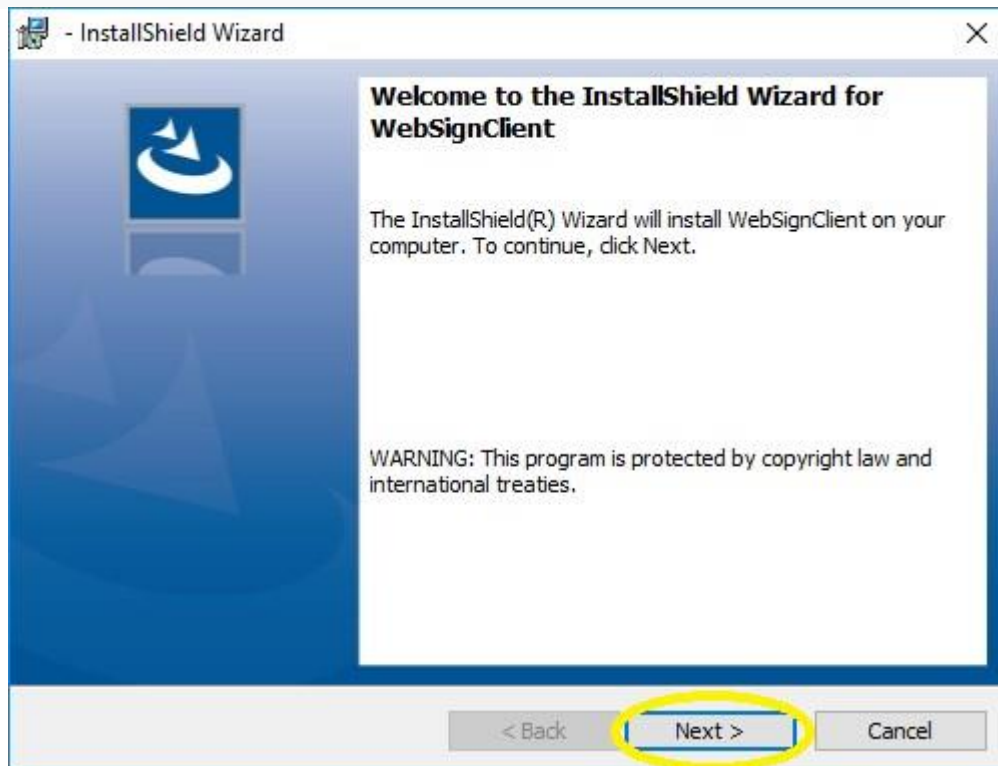 - InstallShield Wizard
Welcome to the InstallShield Wizard for
WebSignClient
The InstallShield(R) Wizard will install WebSignClient on your
computer. To continue, click Next.
WARNING: This program is protected by copyright law and
international treaties.
< Back
Next >
Cancel